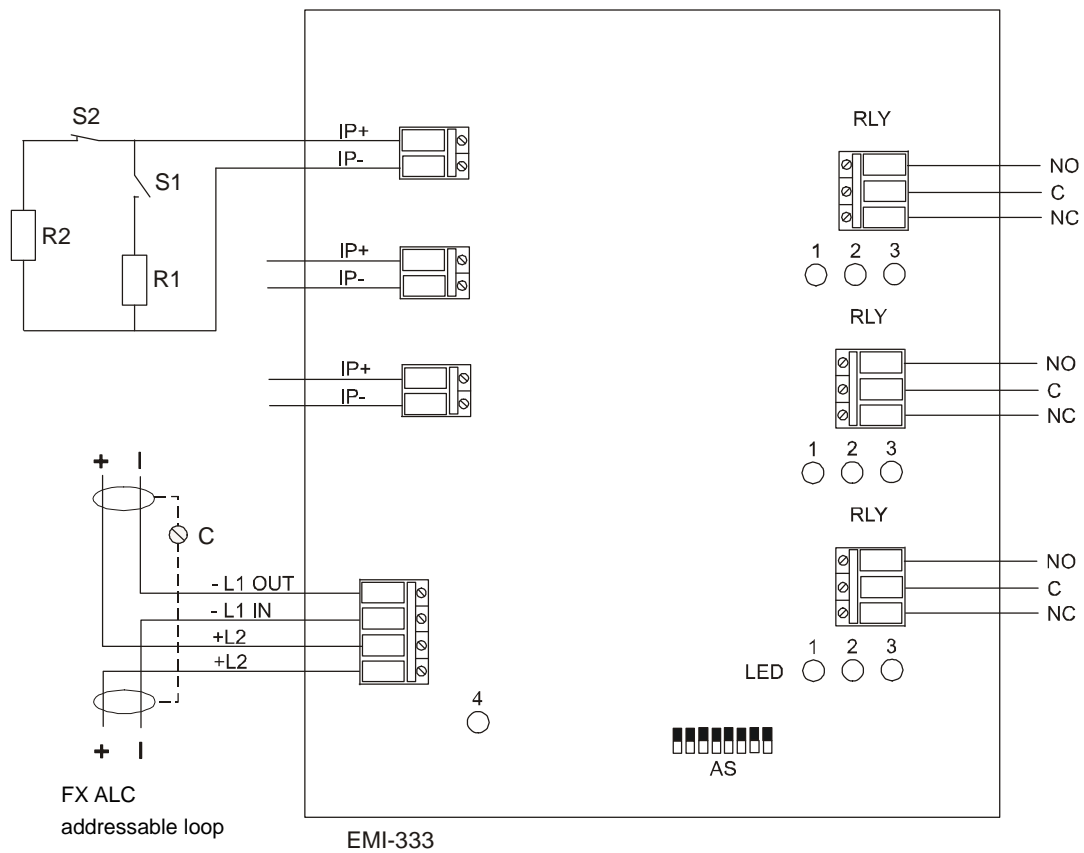 S2
S1
R2
R1
IP+
IP-
IP+
IP-
IP+
IP-
RLY
NO
C
NC
1 2 3
RLY
NO
C
NC
1 2 3
RLY
NO
C
NC
LED 1 2 3
+ -
C
- L1 OUT
- L1 IN
+L2
+L2
+ -
4
AS
FX ALC
addressable loop
EMI-333